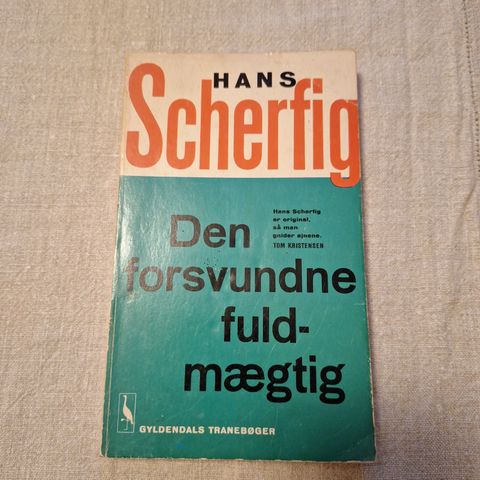 HANS
Scherfig
Hans Scherfig
er original,
så man
gnider øjnene.
TOM KRISTENSEN
Den
forsvundne
fuld-
mægtig
GYLDENDALS TRANEBØGER